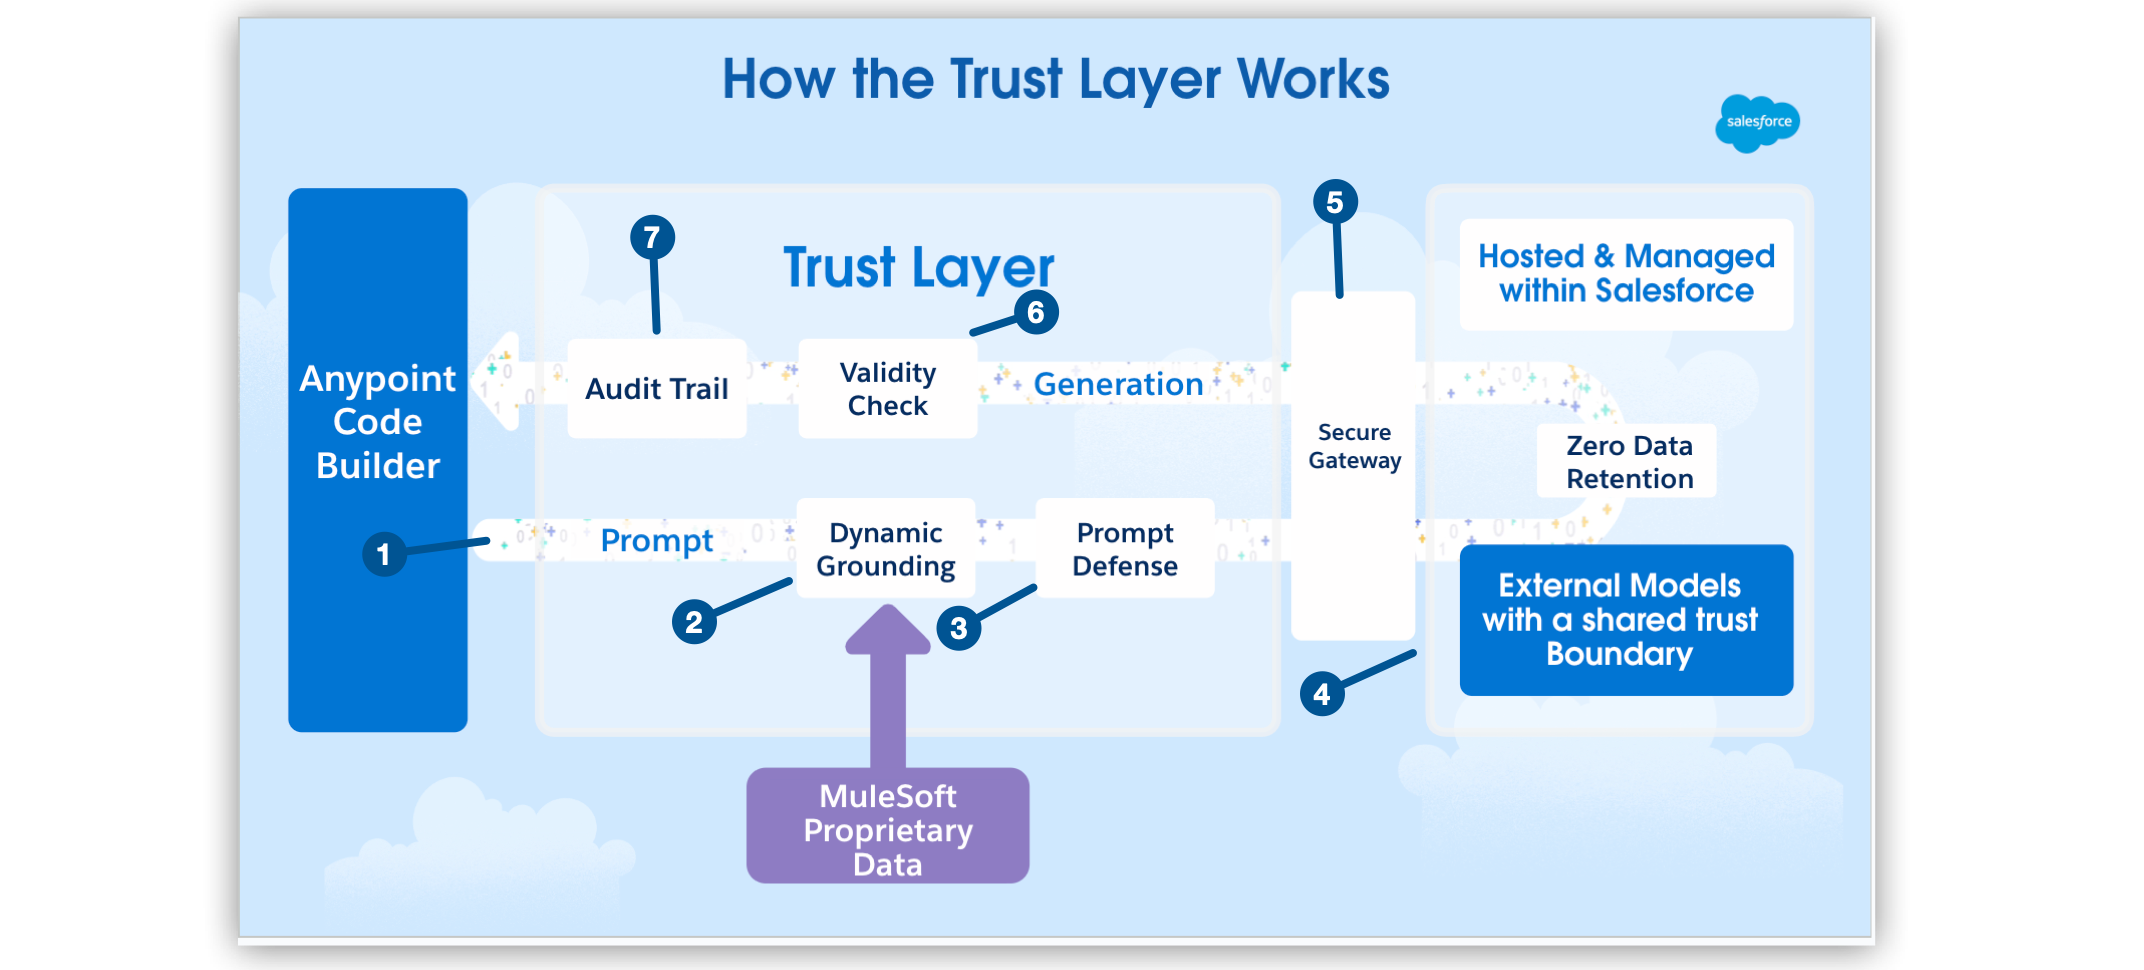 How the Trust Layer Works
salesforce
5
7
Trust Layer
Hosted & Managed
within Salesforce
6
Anypoint
Code
Builder
Audit Trail
Validity
Check
Generation
Secure
Gateway
Zero Data
Retention
1
Prompt
Dynamic
Grounding
Prompt
Defense
2
3
External Models
with a shared trust
Boundary
4
MuleSoft
Proprietary
Data